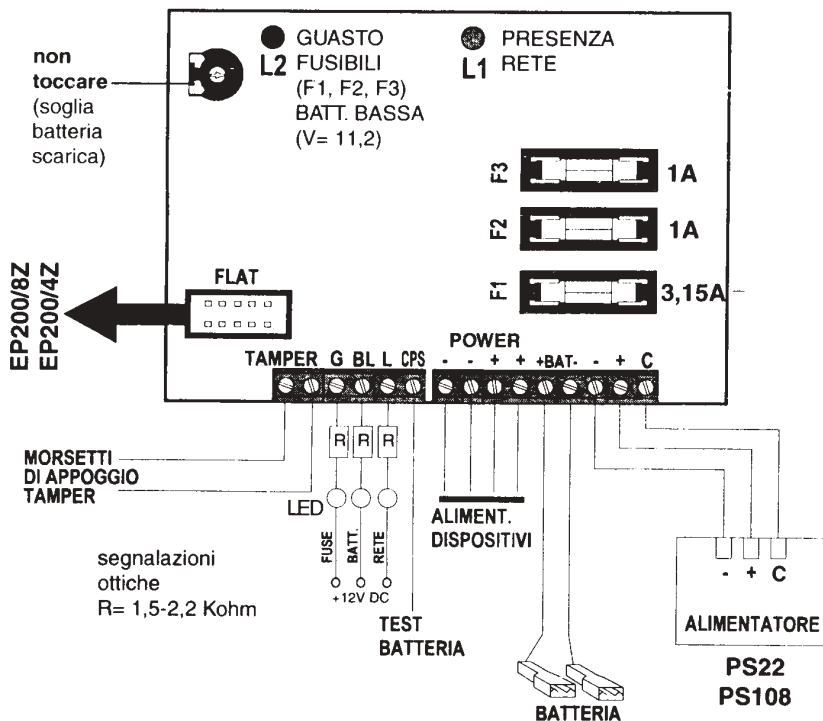 non
toccare
(soglia
batteria
scarica)
GUASTO
L2 FUSIBILI
(F1, F2, F3)
BATT. BASSA
(V= 11,2)
PRESENZA
L1 RETE
F3 1A
F2 1A
F1 3,15A
EP200/8Z
EP200/4Z
FLAT
POWER
TAMPER G BL L CPS - - + + +BAT- - + C
R R R
MORSETTI
DI APPOGGIO
TAMPER
LED
FUSE
BATT.
RETE
+12V DC
ALIMENT.
DISPOSITIVI
segnalazioni
ottiche
R= 1,5-2,2 Kohm
TEST
BATTERIA
- + C
ALIMENTATORE
PS22
PS108
BATTERIA